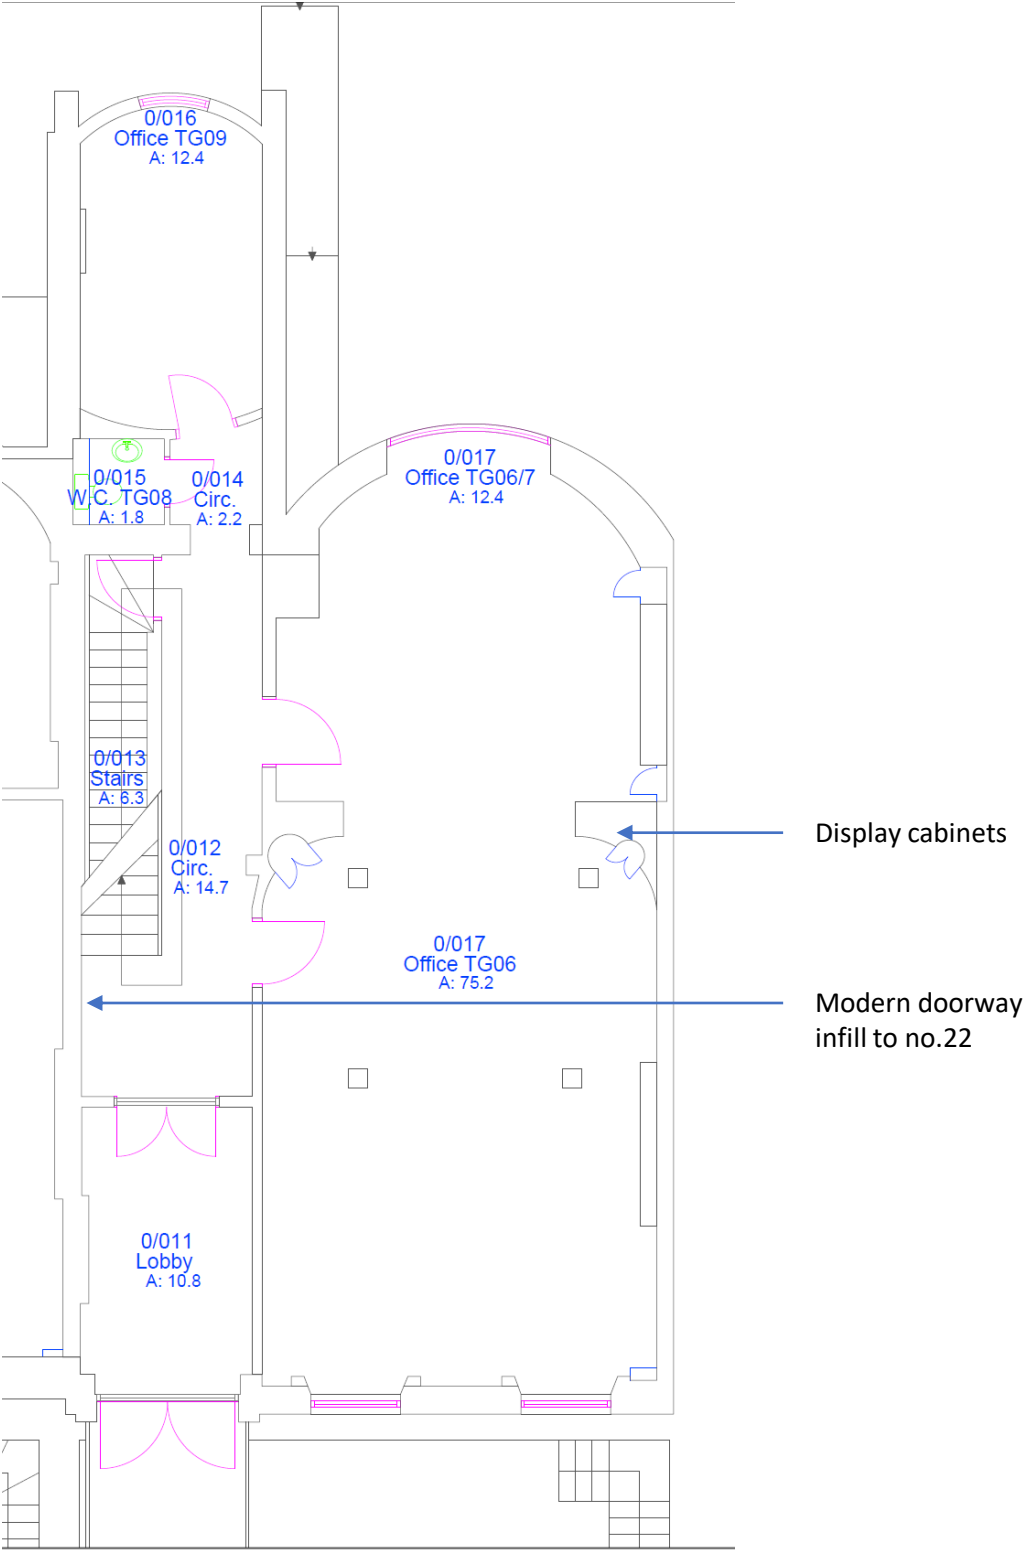 0/016
Office TG09
A: 12.4
0/017
Office TG06/7
A: 12.4
0/015
W.C. TG08
A: 1.8
0/014
Circ.
A: 2.2
0/013
Stairs
A: 6.3
Display cabinets
0/012
Circ.
A: 14.7
0/017
Office TG06
A: 75.2
Modern doorway
infill to no.22
0/011
Lobby
A: 10.8